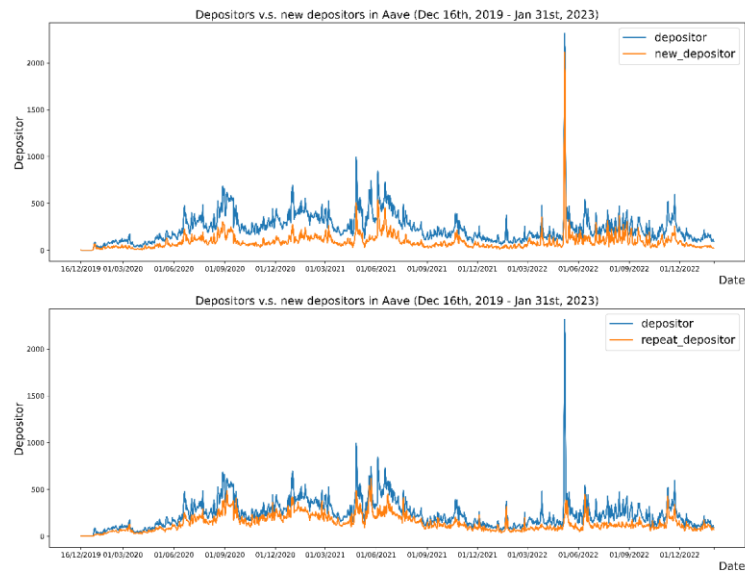 Depositors v.s. new depositors in Aave (Dec 16th, 2019 - Jan 31st, 2023)
depositor
new_depositor
2000
1500
1000
500
0
Depositor
16/12/2019 01/03/2020 01/06/2020 01/09/2020 01/12/2020 01/03/2021 01/06/2021 01/09/2021 01/12/2021 01/03/2022 01/06/2022 01/09/2022 01/12/2022
Date
Depositors v.s. new depositors in Aave (Dec 16th, 2019 - Jan 31st, 2023)
depositor
repeat_depositor
2000
1500
1000
500
0
Depositor
16/12/2019 01/03/2020 01/06/2020 01/09/2020 01/12/2020 01/03/2021 01/06/2021 01/09/2021 01/12/2021 01/03/2022 01/06/2022 01/09/2022 01/12/2022
Date